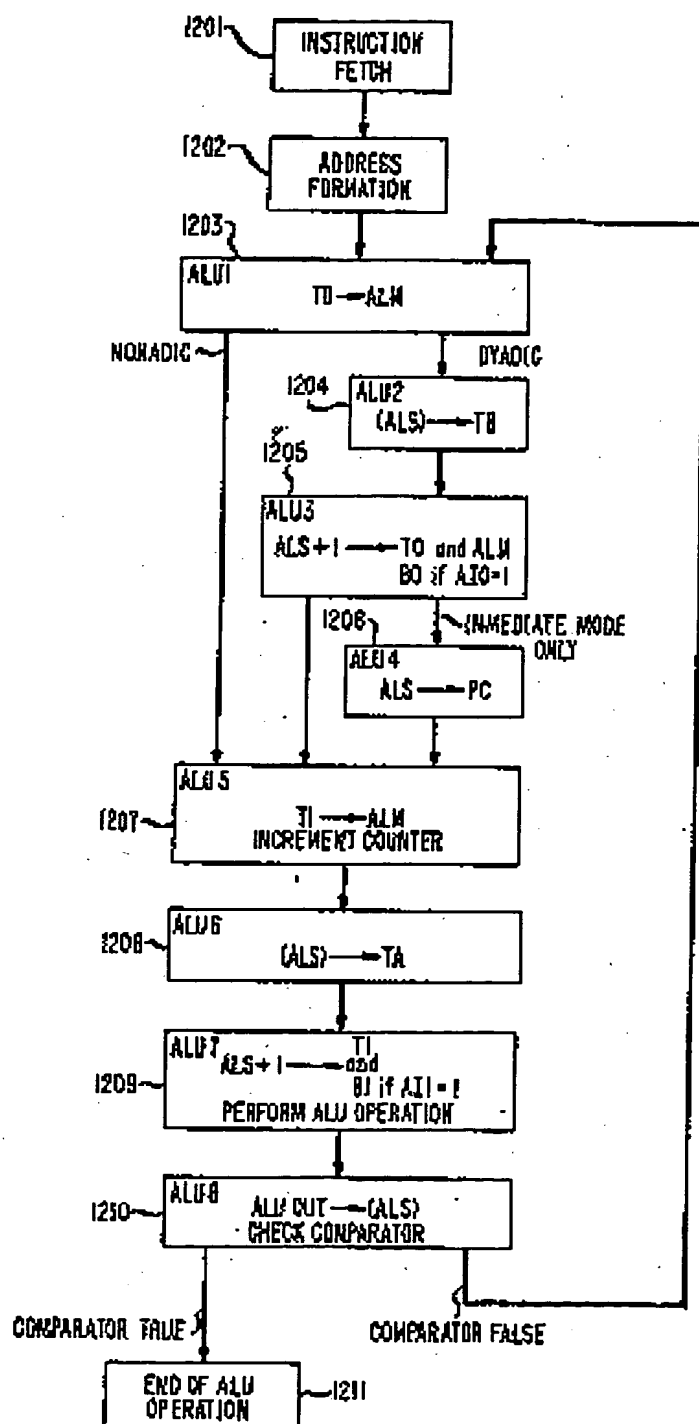 1201
INSTRUCTION
FETCH
1202
ADDRESS
FORMATION
1203
ALU1
T0 → ALM
MONADIC
DYADIC
1204
ALU2
(ALS) → TB
1205
ALU3
ALS+1 → T0 and ALM
B0 if AI0=1
IMMEDIATE MODE
ONLY
1206
ALU4
ALS → PC
ALU5
1207
T1 → ALM
INCREMENT COUNTER
ALU6
1208
(ALS) → TA
ALU7
T1
ALS+1 → and
B1 if AI1=1
1209
PERFORM ALU OPERATION
ALU8
1210
ALU OUT → (ALS)
CHECK COMPARATOR
COMPARATOR TRUE
COMPARATOR FALSE
END OF ALU
OPERATION
1211